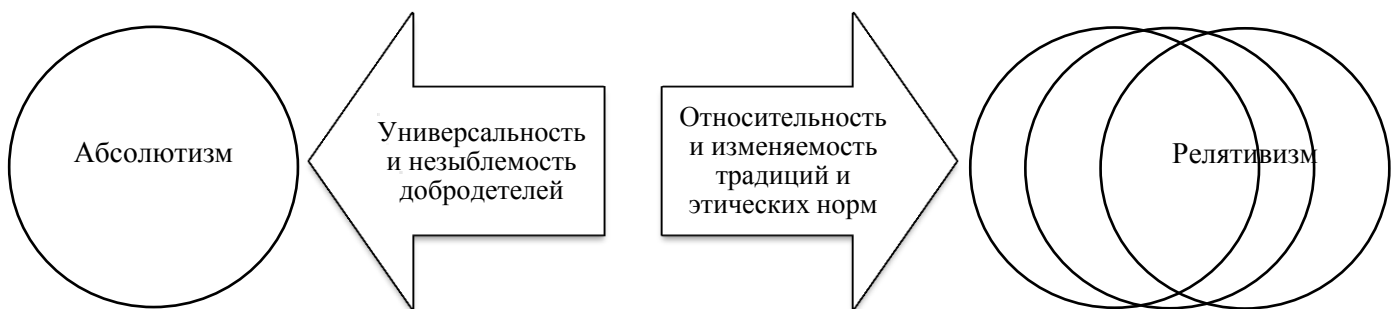 Абсолютизм
Универсальность
и незыблемость
добродетелей
Относительность
и изменяемость
традиций и
этических норм
Релятивизм